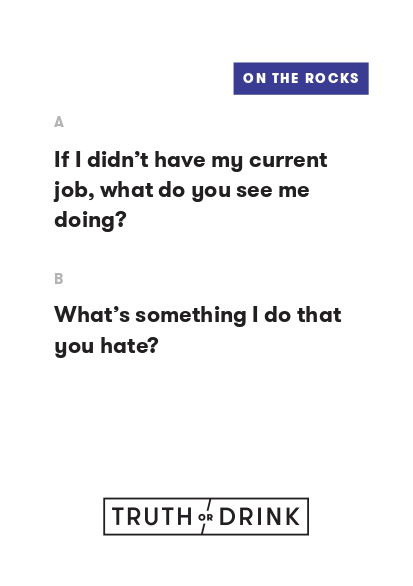 ON THE ROCKS
A
If I didn’t have my current
job, what do you see me
doing?
B
What’s something I do that
you hate?
TRUTH OR DRINK